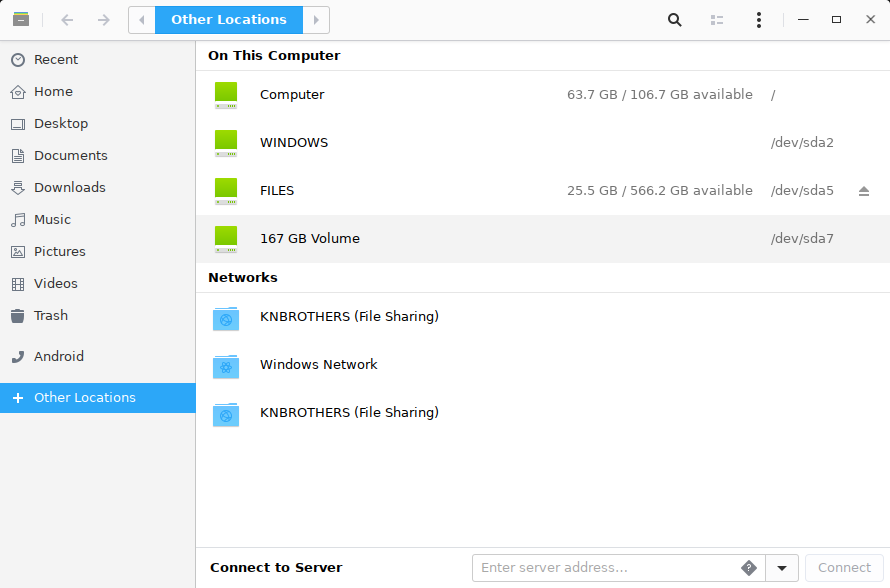 Other Locations
Recent
Home
Desktop
Documents
Downloads
Music
Pictures
Videos
Trash
Android
Other Locations
On This Computer
Computer 63.7 GB / 106.7 GB available /
WINDOWS /dev/sda2
FILES 25.5 GB / 566.2 GB available /dev/sda5
167 GB Volume /dev/sda7
Networks
KNBROTHERS (File Sharing)
Windows Network
KNBROTHERS (File Sharing)
Connect to Server Enter server address... ? Connect